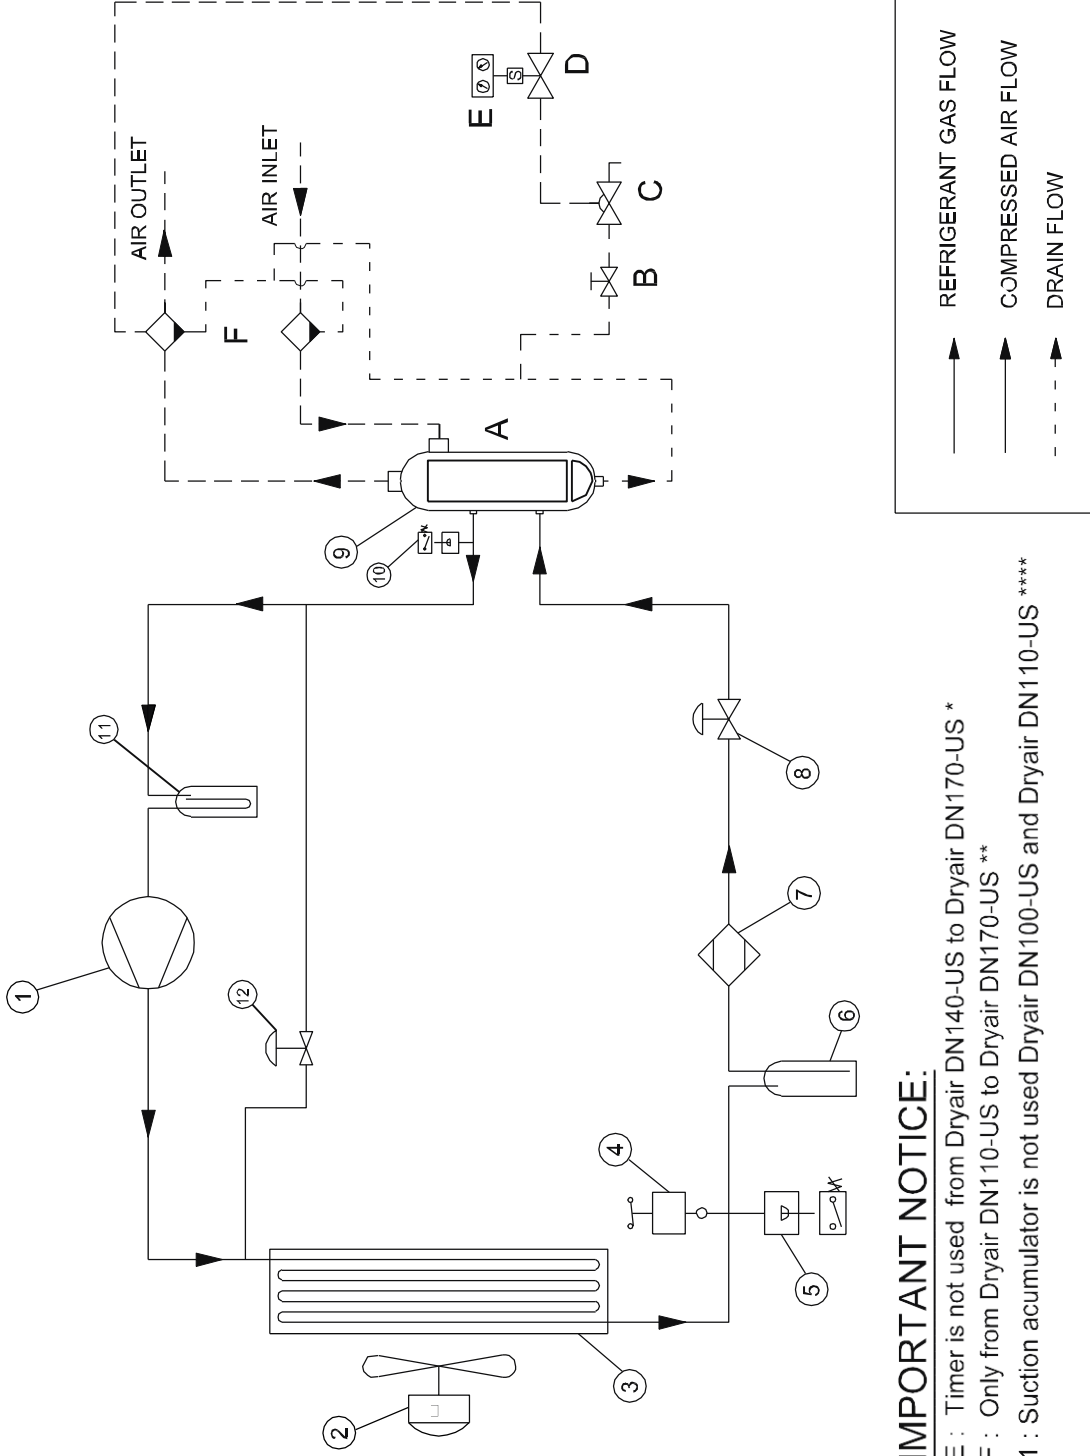 AIR OUTLET
AIR INLET
E
S
D
C
B
F
A
9
10
11
1
12
8
7
6
4
5
3
2
REFRIGERANT GAS FLOW
COMPRESSED AIR FLOW
DRAIN FLOW
MPORTANT NOTICE:
E : Timer is not used from Dryair DN140-US to Dryair DN170-US *
: Only from Dryair DN110-US to Dryair DN170-US **
1 : Suction acumulator is not used Dryair DN100-US and Dryair DN110-US ****